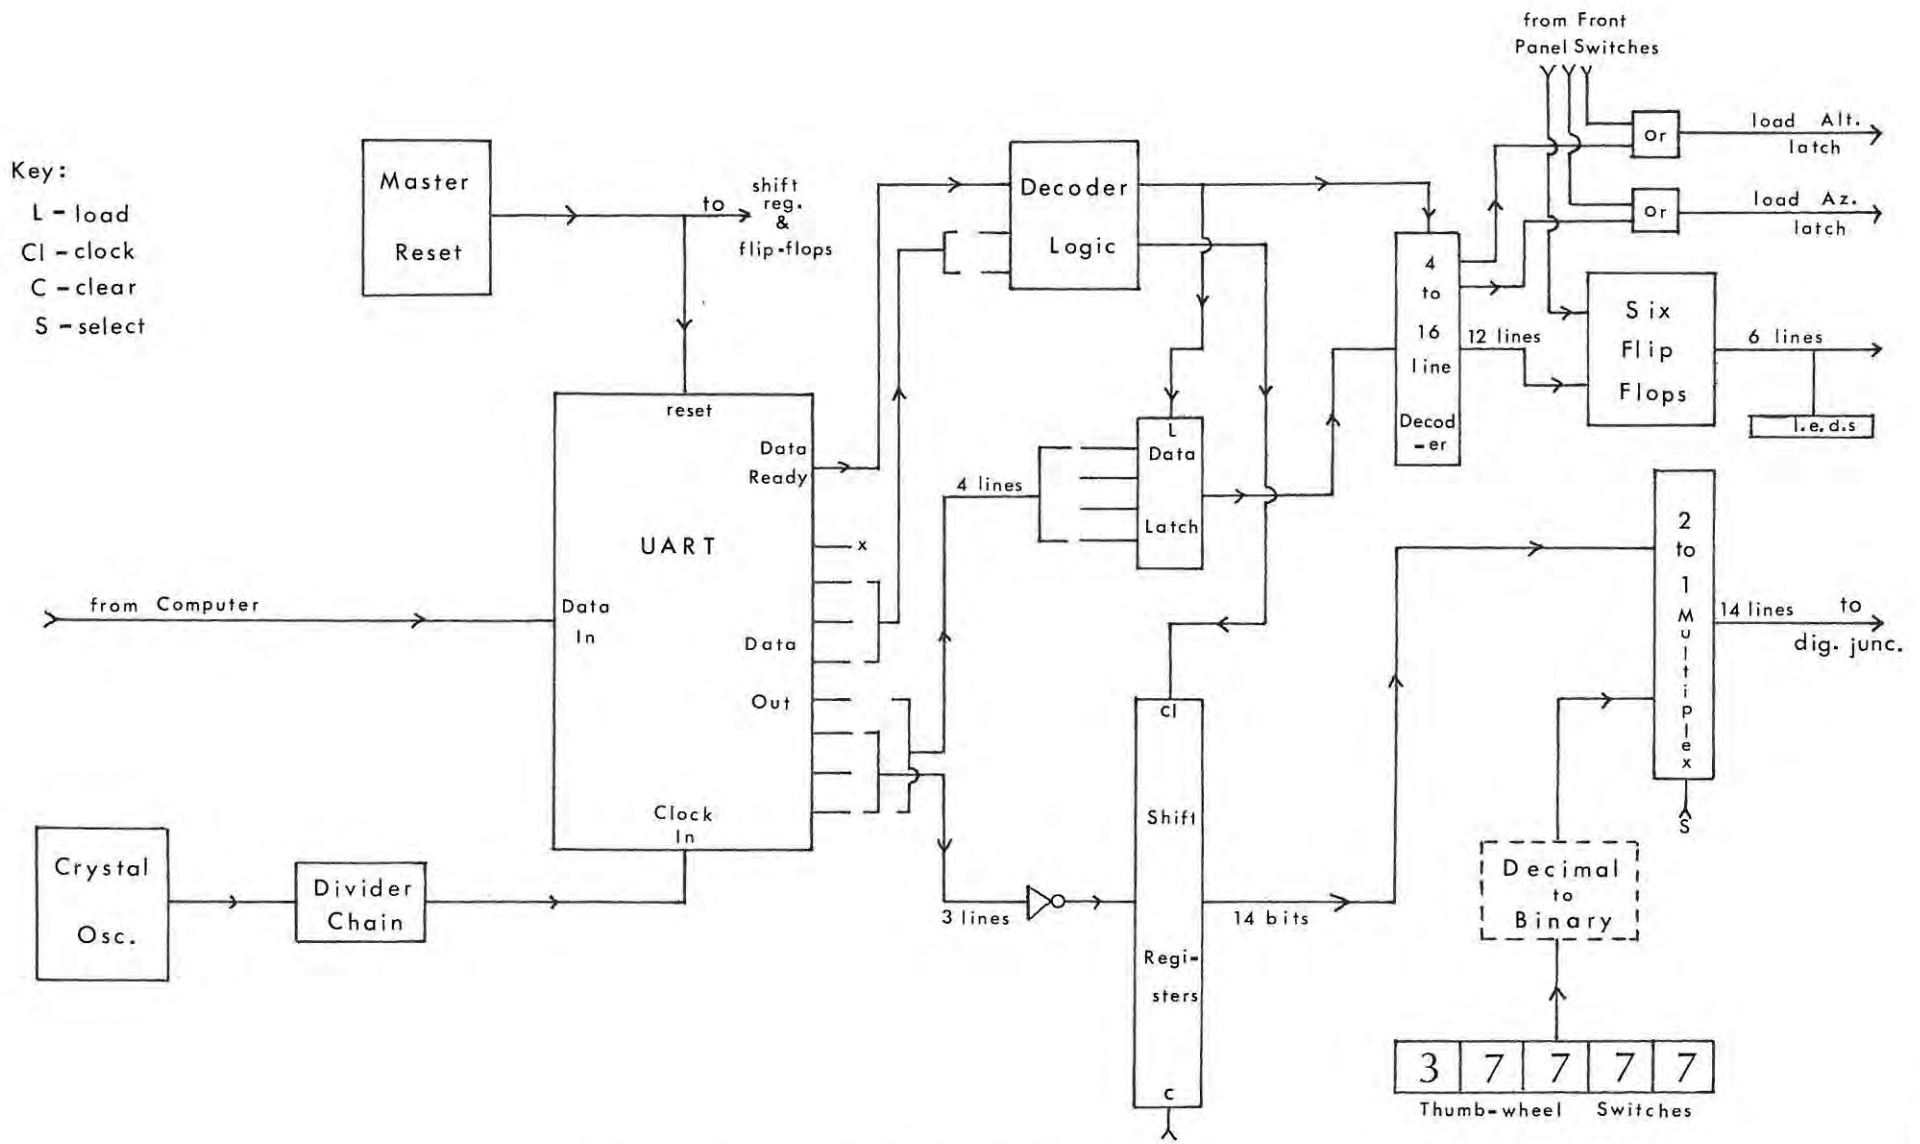 from Front
Panel Switches
Key:
L - load
Cl - clock
C - clear
S - select
Master
Reset
to
shift
reg.
&
flip-flops
Decoder
Logic
or
load Alt.
latch
or
load Az.
latch
4
to
16
line
Decod
-er
12 lines
Six
Flip
Flops
6 lines
l.e.d.s
reset
Data
Ready
UART
x
from Computer
Data
In
Data
Out
Clock
In
4 lines
L
Data
Latch
2
to
1
Multiplex
S
14 lines
to
dig. junc.
Crystal
Osc.
Divider
Chain
3 lines
Cl
Shift
Regi-
sters
C
14 bits
Decimal
to
Binary
3 7 7 7 7
Thumb-wheel Switches